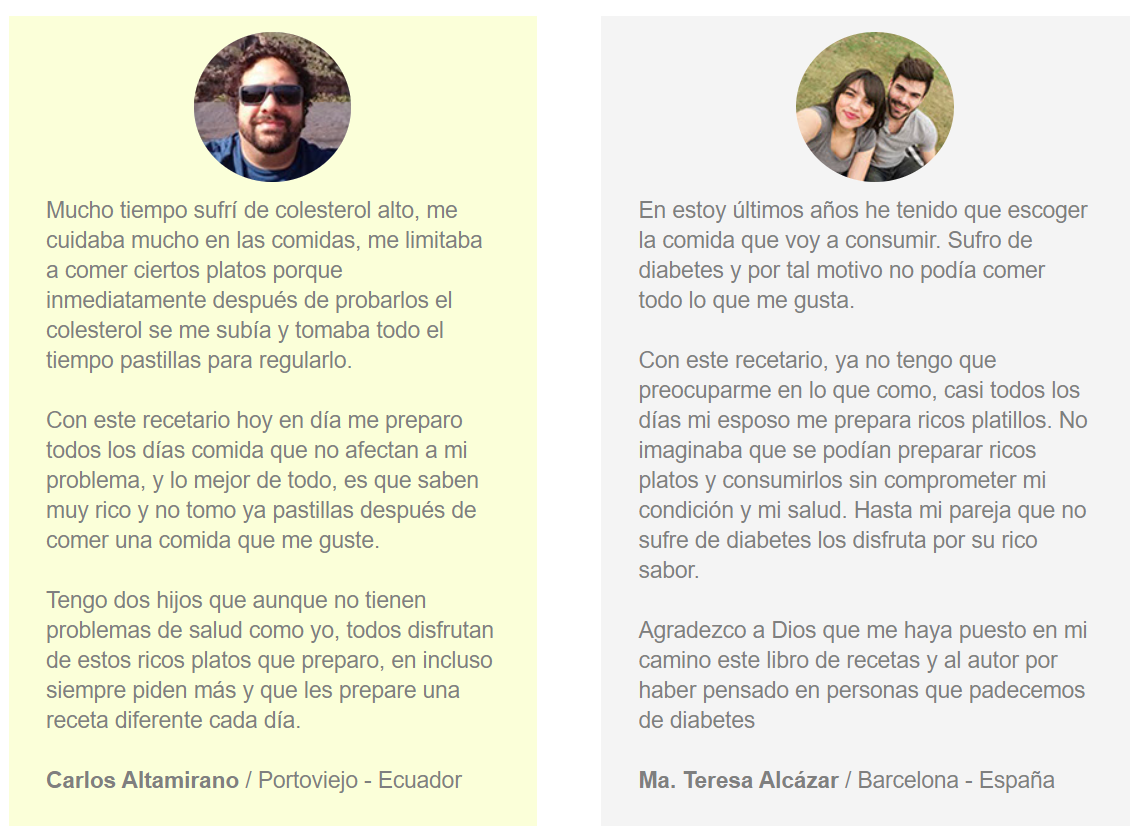 Mucho tiempo sufrí de colesterol alto, me
cuidaba mucho en las comidas, me limitaba
a comer ciertos platos porque
inmediatamente después de probarlos el
colesterol se me subía y tomaba todo el
tiempo pastillas para regularlo.
Con este recetario hoy en día me preparo
todos los días comida que no afectan a mi
problema, y lo mejor de todo, es que saben
muy rico y no tomo ya pastillas después de
comer una comida que me guste.
Tengo dos hijos que aunque no tienen
problemas de salud como yo, todos disfrutan
de estos ricos platos que preparo, en incluso
siempre piden más y que les prepare una
receta diferente cada día.
Carlos Altamirano / Portoviejo - Ecuador
En estoy últimos años he tenido que escoger
la comida que voy a consumir. Sufro de
diabetes y por tal motivo no podía comer
todo lo que me gusta.
Con este recetario, ya no tengo que
preocuparme en lo que como, casi todos los
días mi esposo me prepara ricos platillos. No
imaginaba que se podían preparar ricos
platos y consumirlos sin comprometer mi
condición y mi salud. Hasta mi pareja que no
sufre de diabetes los disfruta por su rico
sabor.
Agradezco a Dios que me haya puesto en mi
camino este libro de recetas y al autor por
haber pensado en personas que padecemos
de diabetes
Ma. Teresa Alcázar / Barcelona - España